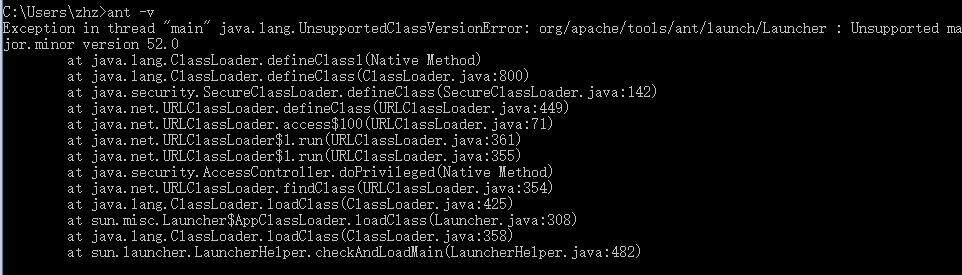 C:\Users\zhz>ant -v
Exception in thread "main" java.lang.UnsupportedClassVersionError: org/apache/tools/ant/launch/Launcher : Unsupported ma
jor.minor version 52.0
        at java.lang.ClassLoader.defineClass1(Native Method)
        at java.lang.ClassLoader.defineClass(ClassLoader.java:800)
        at java.security.SecureClassLoader.defineClass(SecureClassLoader.java:142)
        at java.net.URLClassLoader.defineClass(URLClassLoader.java:449)
        at java.net.URLClassLoader.access$100(URLClassLoader.java:71)
        at java.net.URLClassLoader$1.run(URLClassLoader.java:361)
        at java.net.URLClassLoader$1.run(URLClassLoader.java:355)
        at java.security.AccessController.doPrivileged(Native Method)
        at java.net.URLClassLoader.findClass(URLClassLoader.java:354)
        at java.lang.ClassLoader.loadClass(ClassLoader.java:425)
        at sun.misc.Launcher$AppClassLoader.loadClass(Launcher.java:308)
        at java.lang.ClassLoader.loadClass(ClassLoader.java:358)
        at sun.launcher.LauncherHelper.checkAndLoadMain(LauncherHelper.java:482)